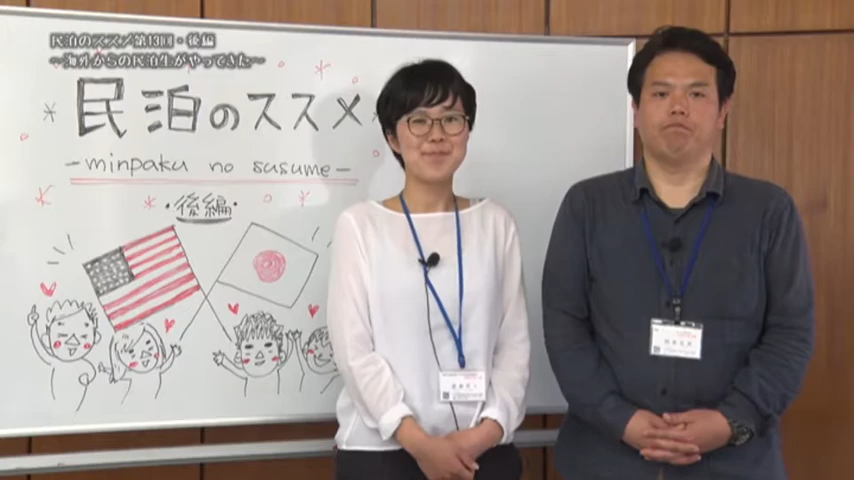 民泊のススメ第13回・後編
～海外からの民泊生がやってきた～
民泊のススメ
-minpaku no susume-
・後編・